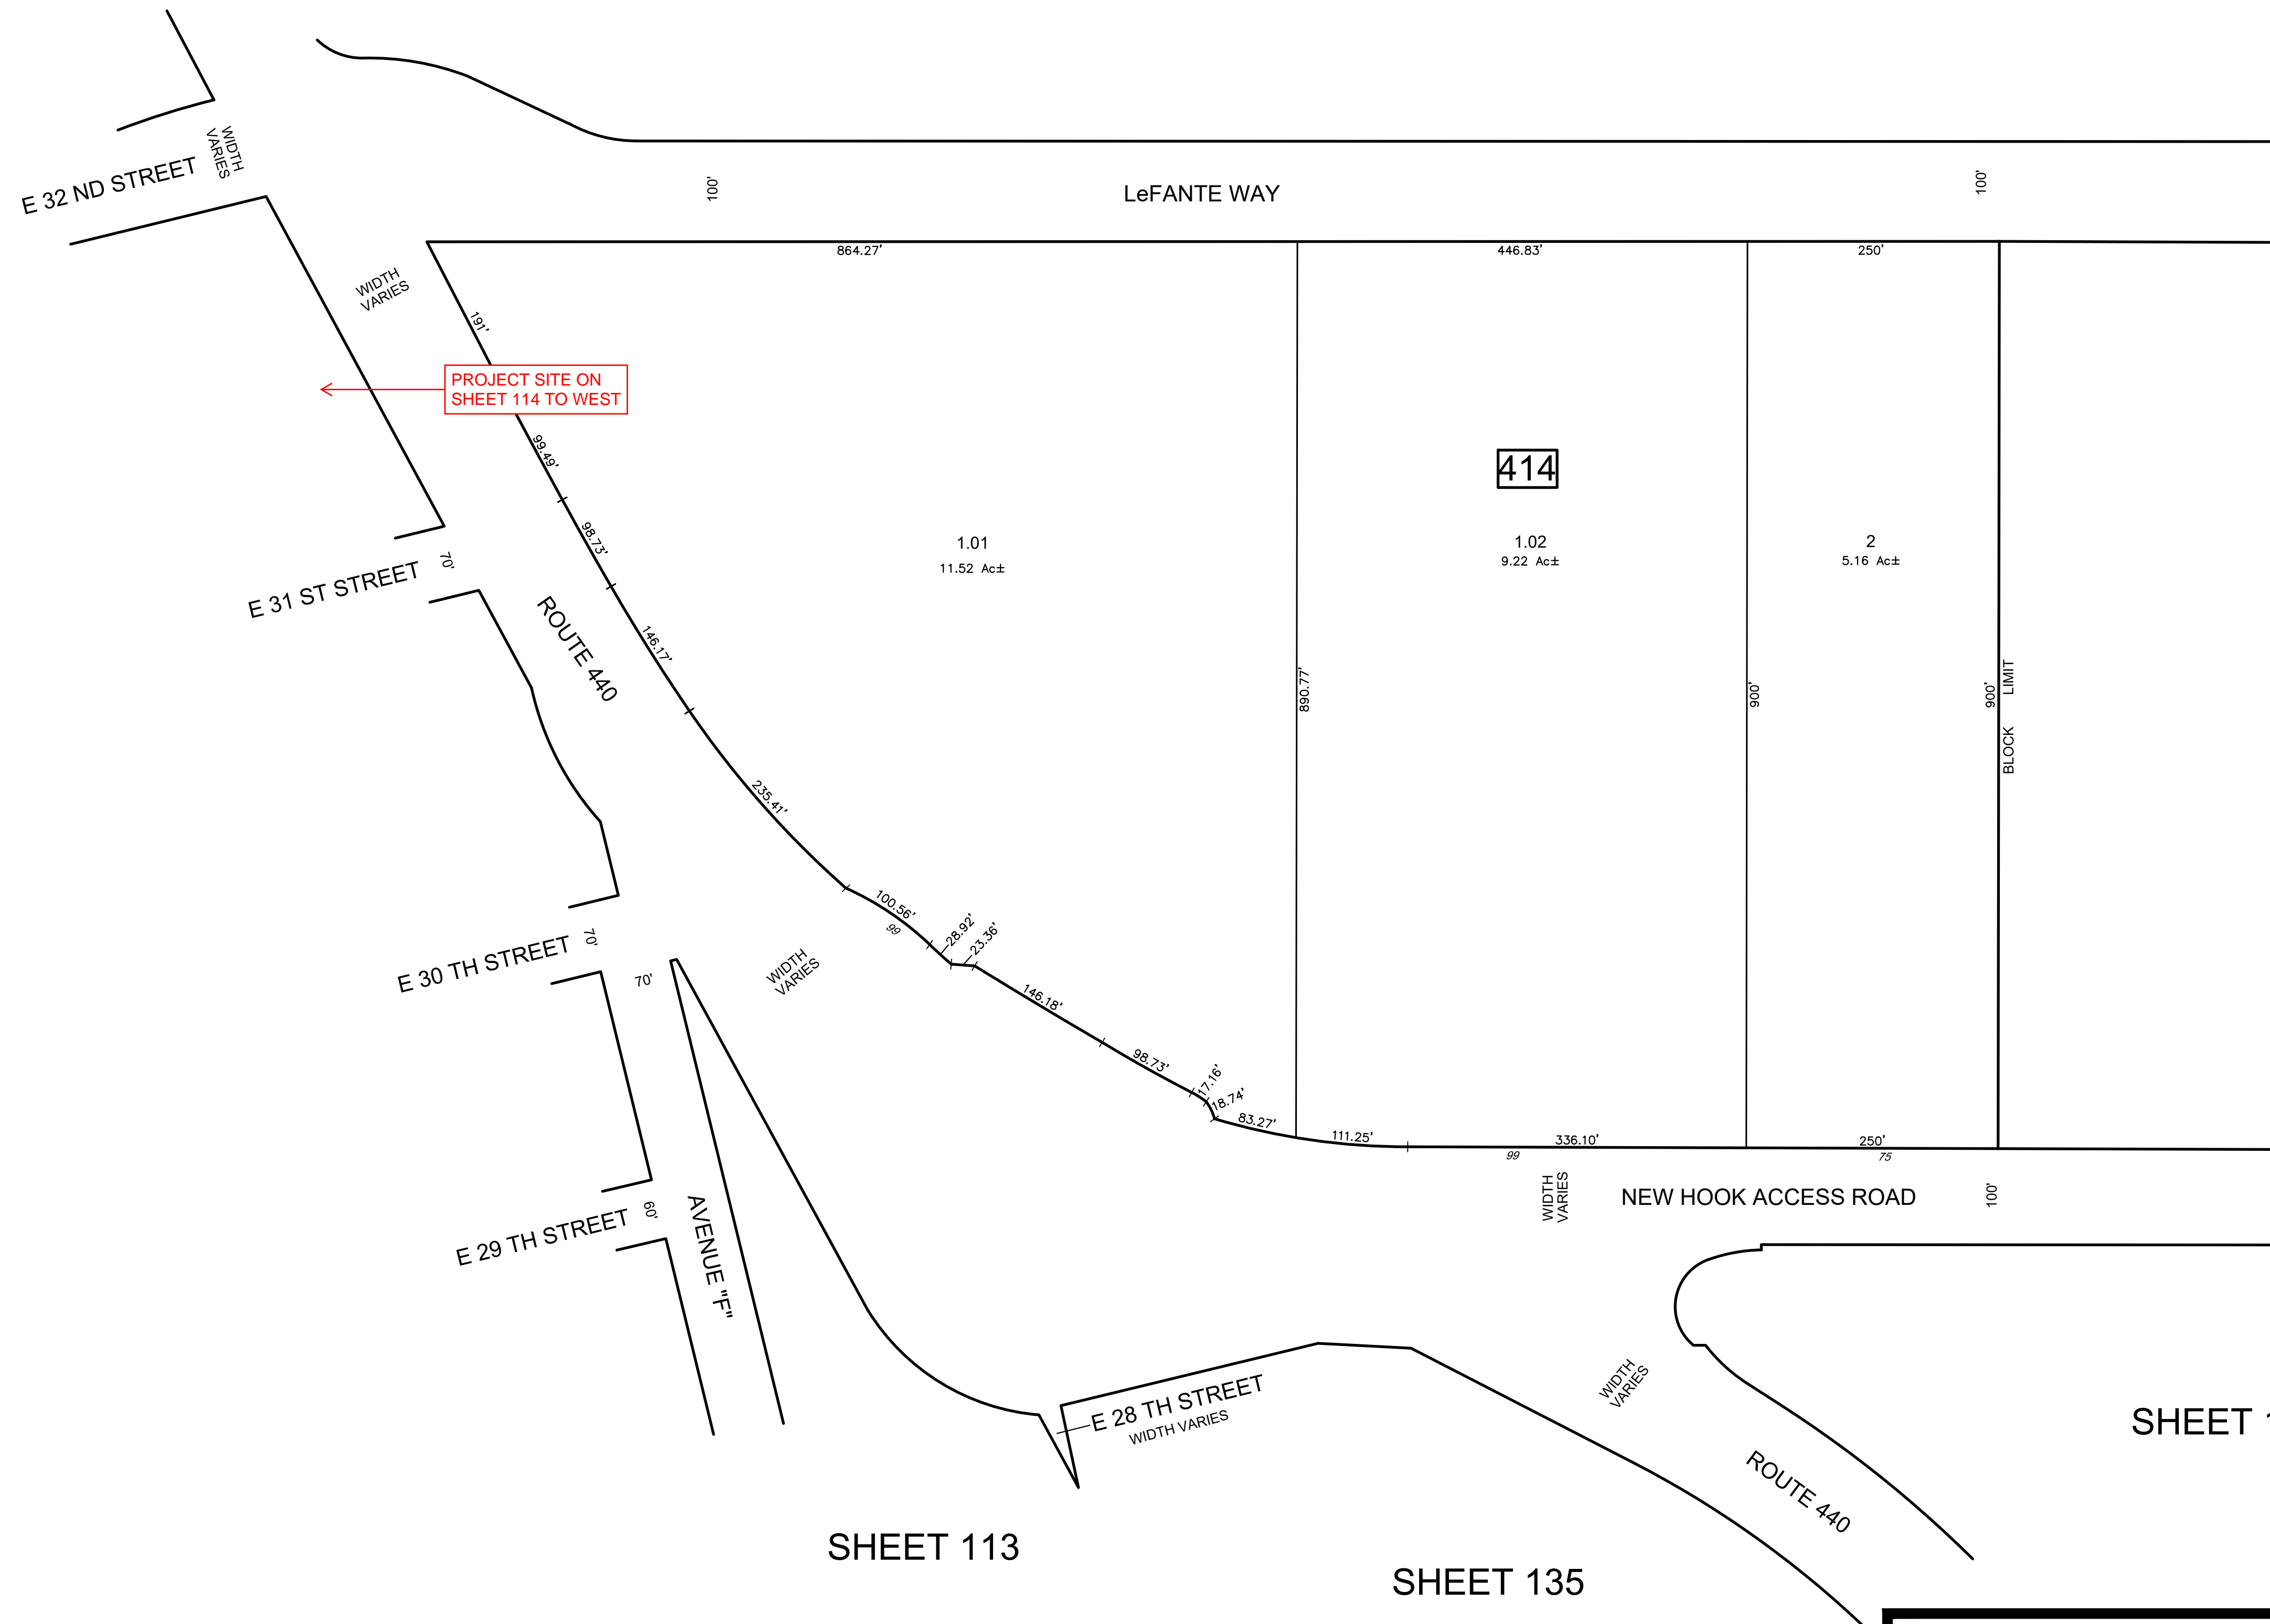 E 32 ND STREET
WIDTH
VARIES
100'
LeFANTE WAY
100'
864.27'
446.83'
250'
WIDTH
VARIES
191'
PROJECT SITE ON
SHEET 114 TO WEST
99.49'
98.73'
414
1.01
11.52 Ac±
1.02
9.22 Ac±
2
5.16 Ac±
E 31 ST STREET
70'
ROUTE 440
146.17'
890.77'
900'
900'
BLOCK LIMIT
235.41'
100.56'
99
28.92'
23.36'
E 30 TH STREET
70'
70'
WIDTH
VARIES
146.18'
98.73'
17.16'
18.74'
83.27'
111.25'
336.10'
99
250'
75
WIDTH
VARIES
NEW HOOK ACCESS ROAD
100'
E 29 TH STREET
60'
AVENUE "F"
E 28 TH STREET
WIDTH VARIES
WIDTH
VARIES
ROUTE 440
SHEET
SHEET 113
SHEET 135